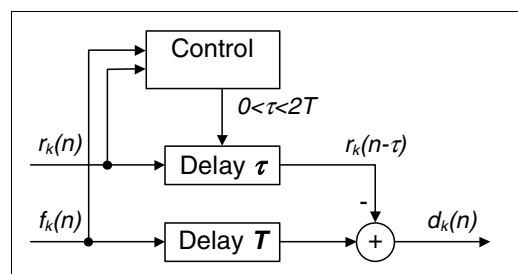 Control
0<τ<2T
r_k(n)
Delay τ
r_k(n-τ)
-
f_k(n)
Delay T
+
d_k(n)